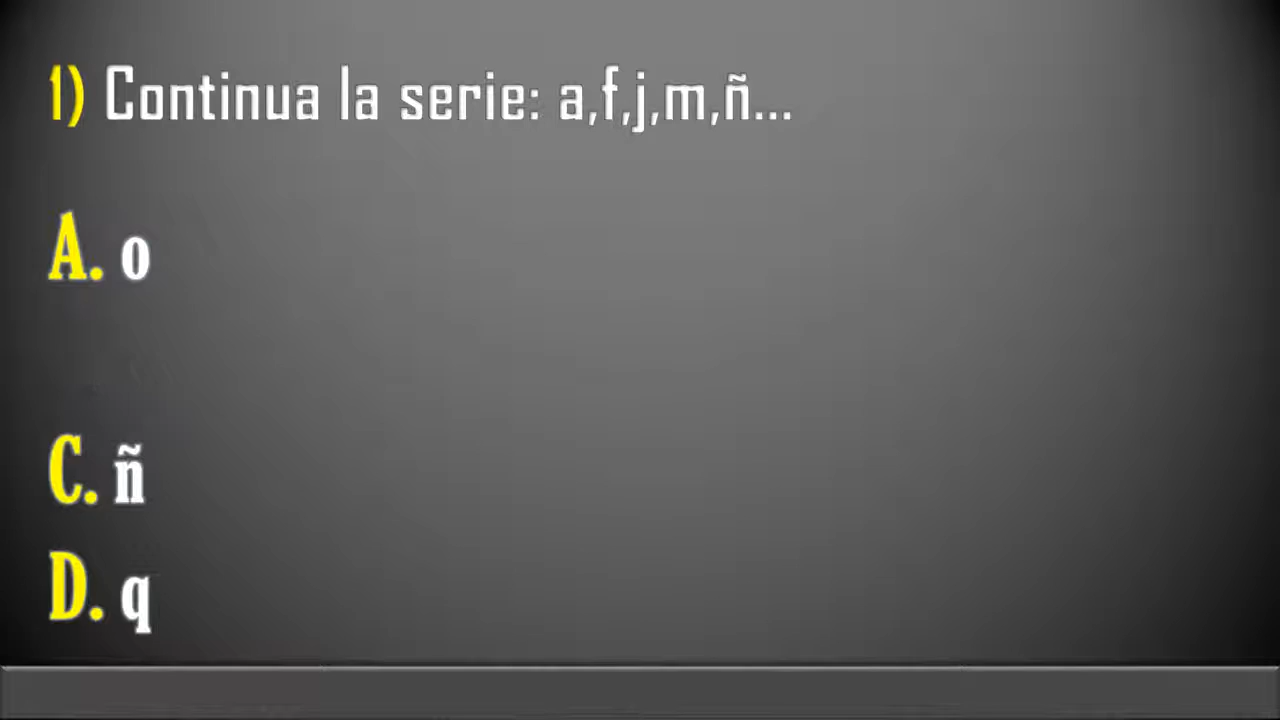 1) Continua la serie: a,f,j,m,ñ...
A. o
C. ñ
D. q